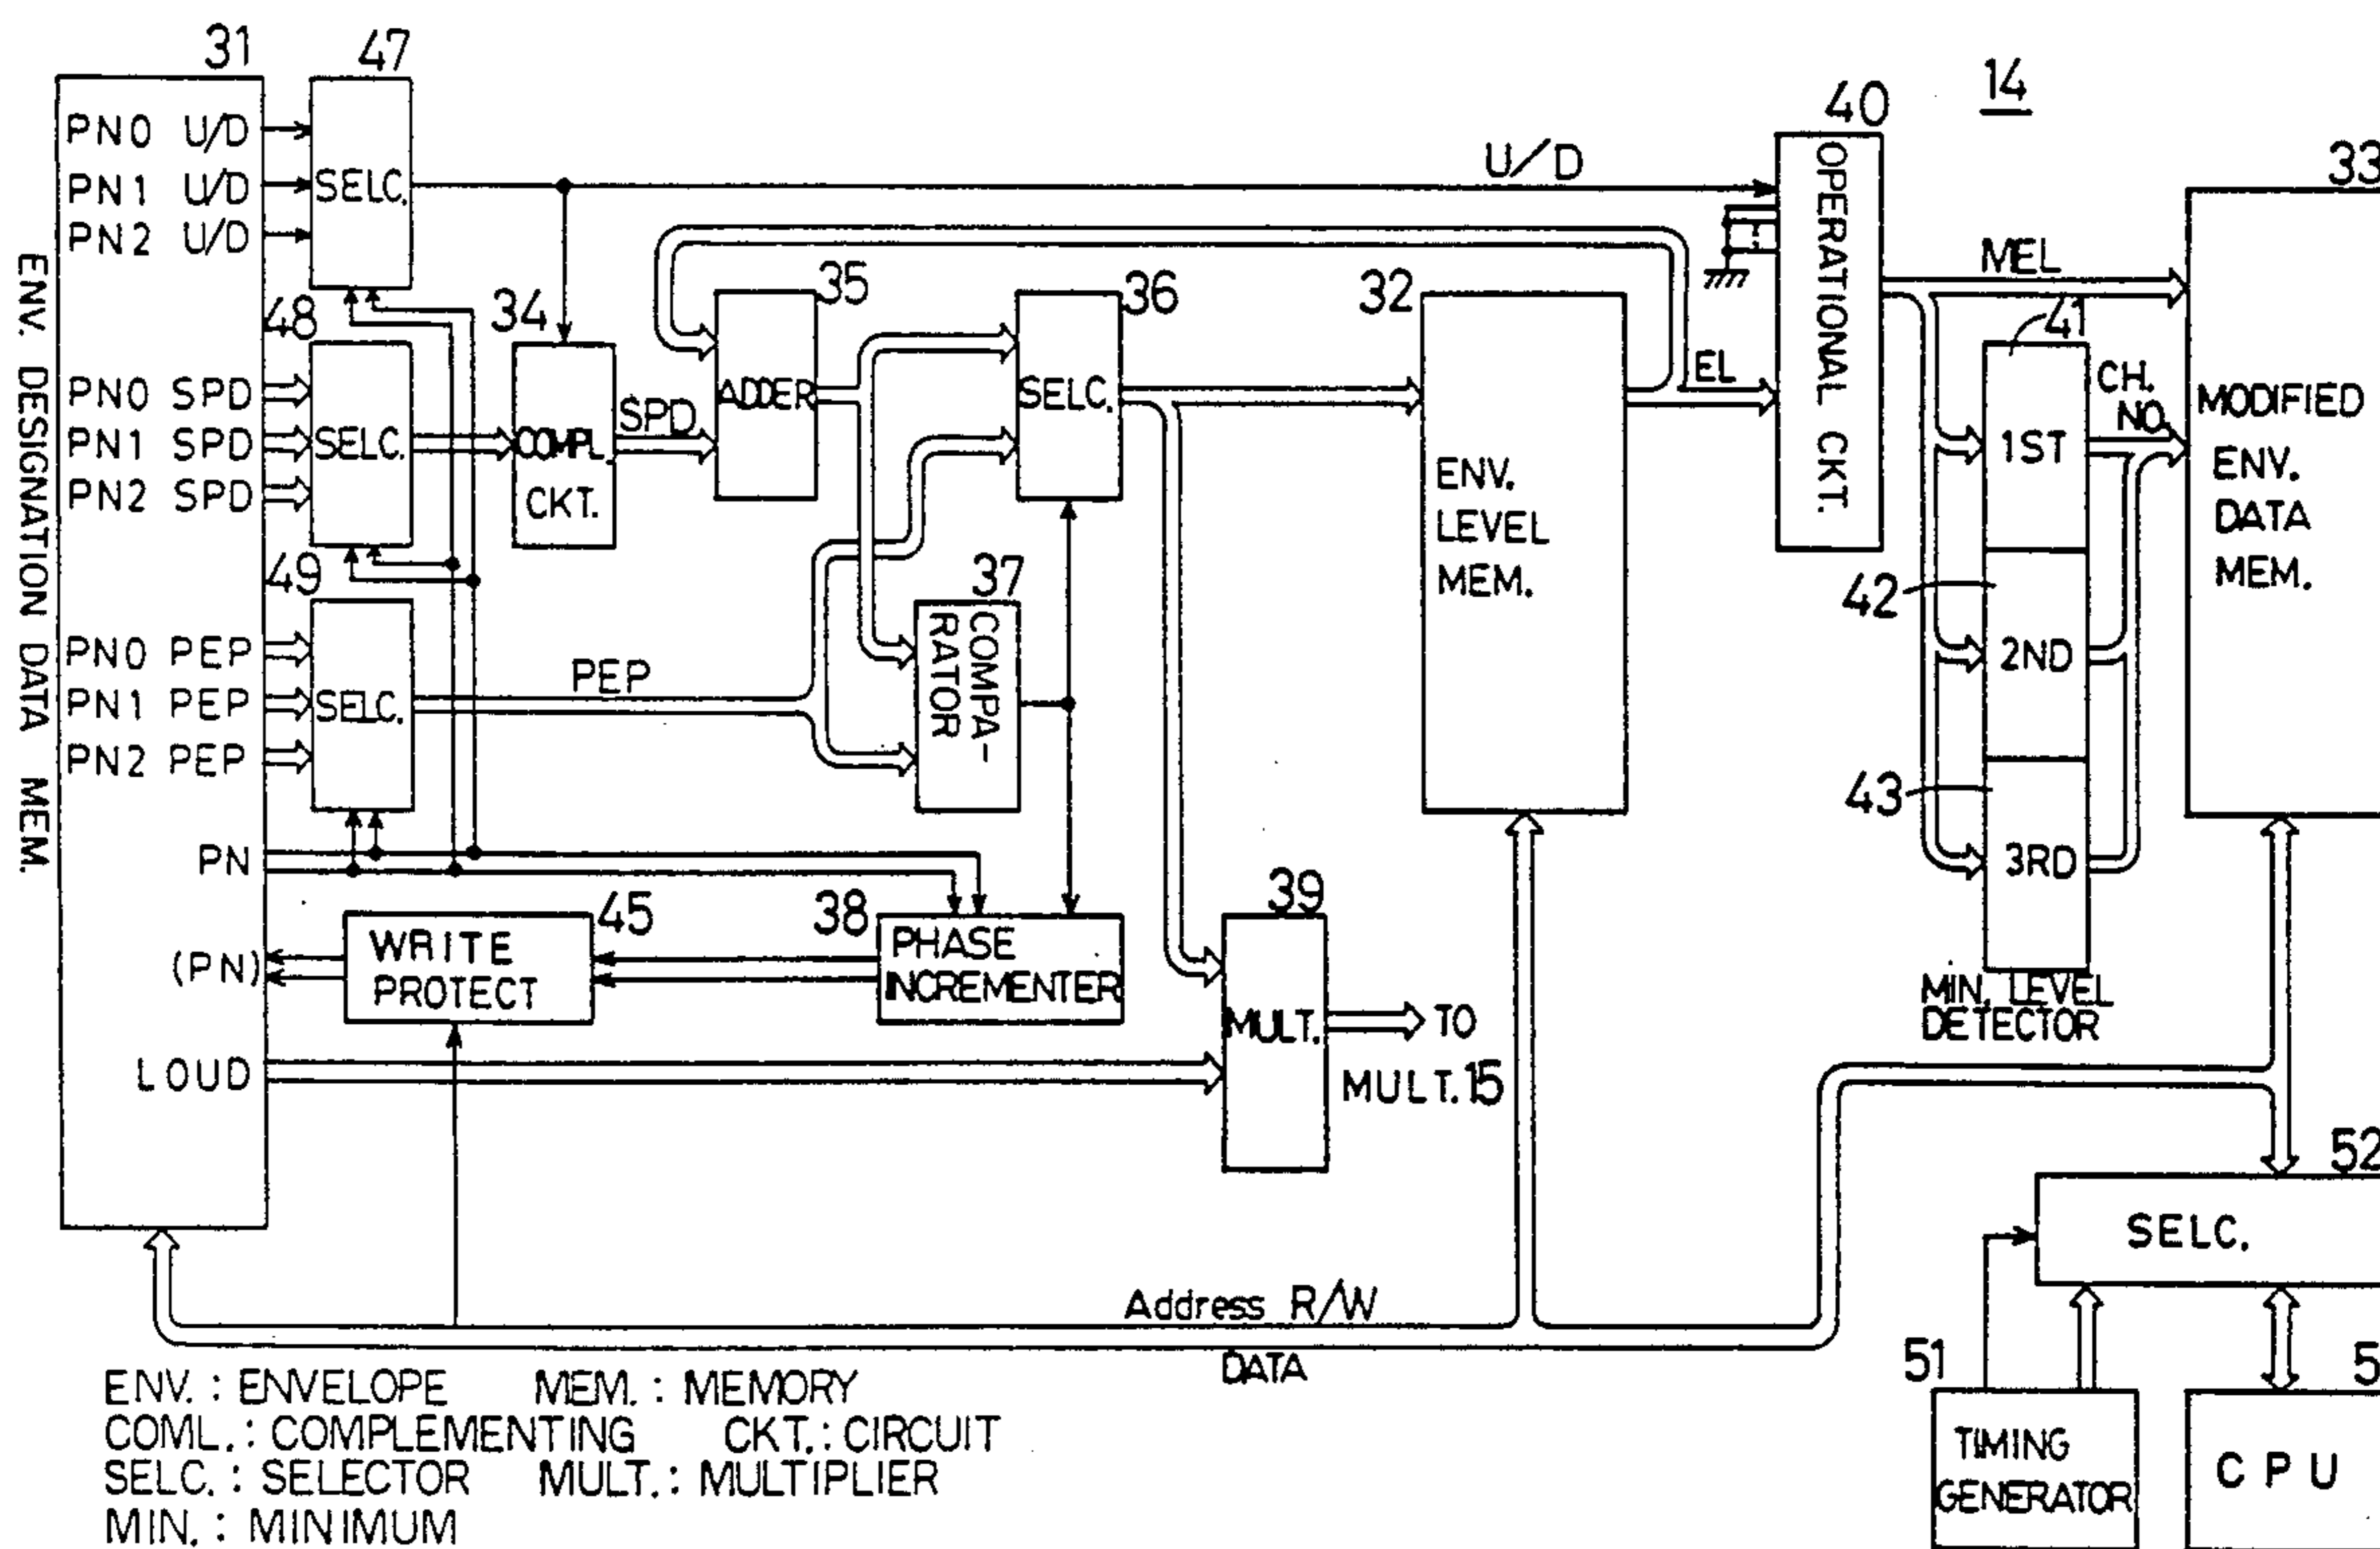 14
31
ENV. DESIGNATION DATA MEM.
PN0 U/D
PN1 U/D
PN2 U/D
PN0 SPD
PN1 SPD
PN2 SPD
PN0 PEP
PN1 PEP
PN2 PEP
PN
(PN)
LOUD
47
SELC.
48
SELC.
49
SELC.
34
COMPL.
CKT.
SPD
35
ADDER
36
SELC.
PEP
37
COMPA-
RATOR
38
PHASE
INCREMENTER
45
WRITE
PROTECT
39
MULT.
TO
MULT.15
32
ENV.
LEVEL
MEM.
U/D
EL
40
OPERATIONAL CKT.
MEL
41
1ST
42
2ND
43
3RD
MIN. LEVEL
DETECTOR
CH.
NO.
33
MODIFIED
ENV.
DATA
MEM.
52
SELC.
51
TIMING
GENERATOR
5
CPU
Address R/W
DATA
ENV. : ENVELOPE MEM. : MEMORY
COML. : COMPLEMENTING CKT. : CIRCUIT
SELC. : SELECTOR MULT. : MULTIPLIER
MIN. : MINIMUM